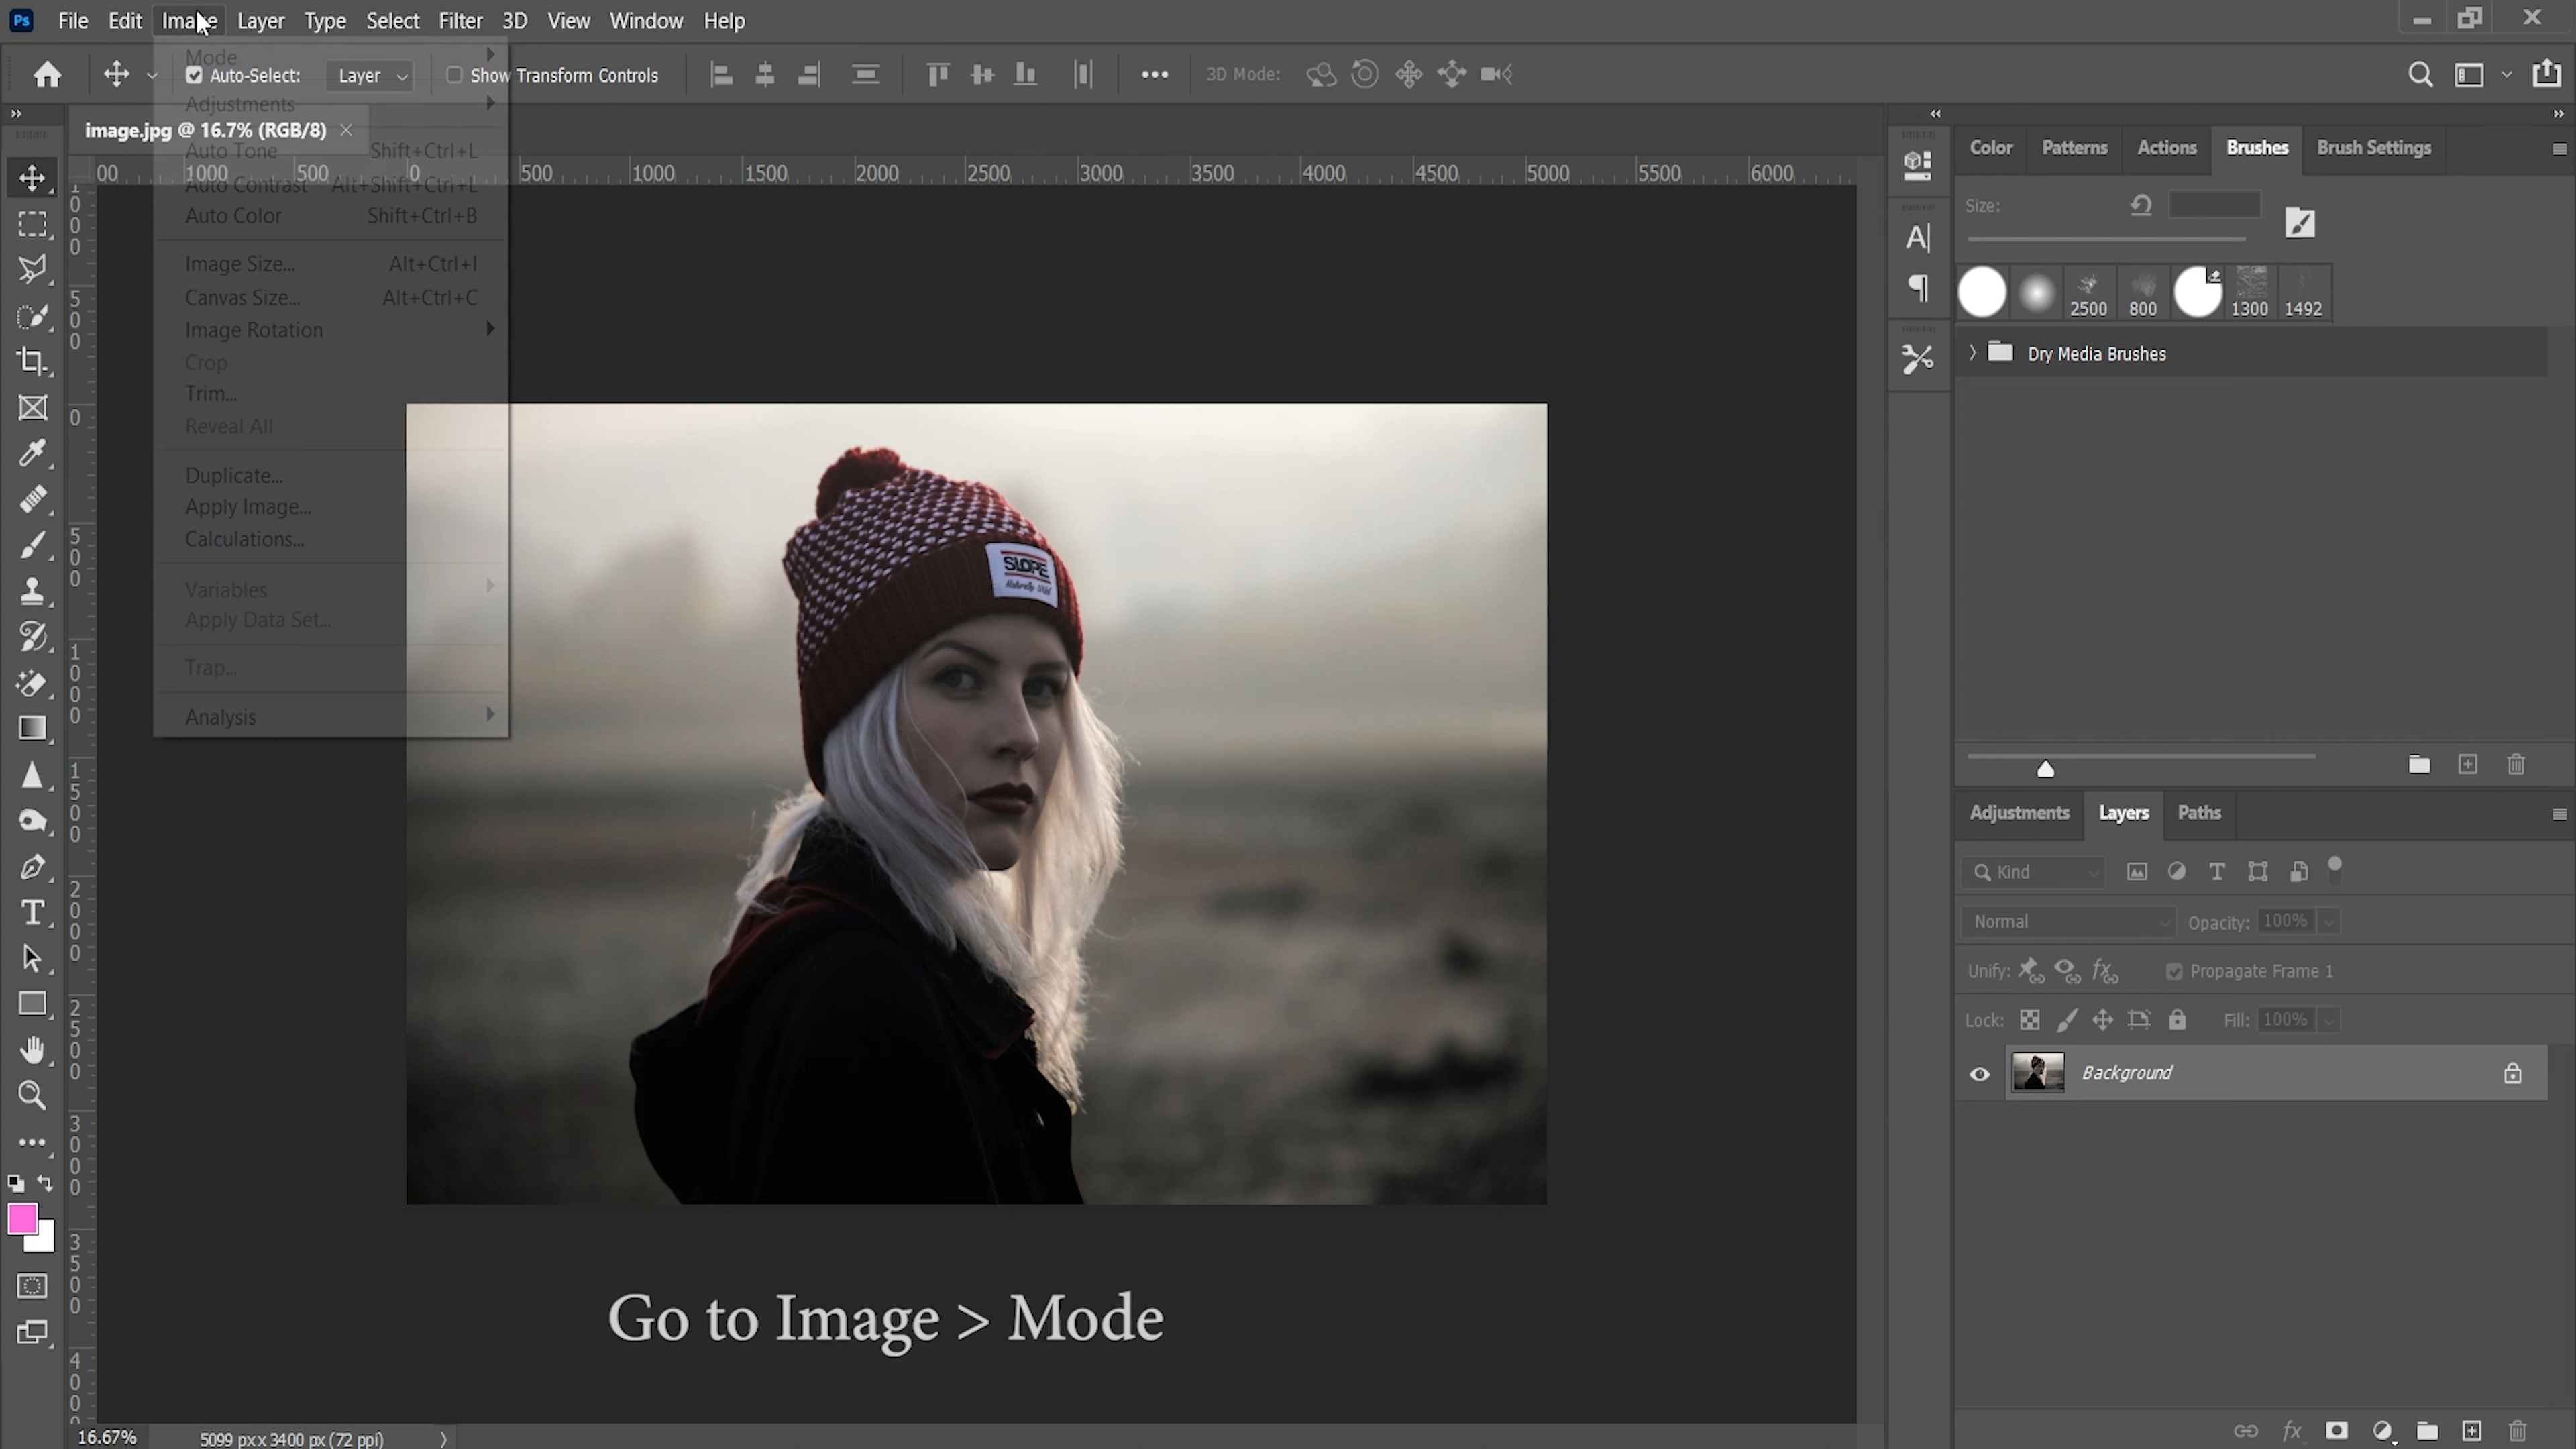 Ps File Edit Image Layer Type Select Filter 3D View Window Help
Auto-Select: Layer Show Transform Controls 3D Mode:
image.jpg @ 16.7% (RGB/8)
00 1000 500 0 500 1000 1500 2000 2500 3000 3500 4000 4500 5000 5500 6000
Mode
Adjustments
Auto Tone Shift+Ctrl+L
Auto Contrast Alt+Shift+Ctrl+L
Auto Color Shift+Ctrl+B
Image Size... Alt+Ctrl+I
Canvas Size... Alt+Ctrl+C
Image Rotation
Crop
Trim...
Reveal All
Duplicate...
Apply Image...
Calculations...
Variables
Apply Data Set...
Trap...
Analysis
SLOPE
Go to Image > Mode
16.67% 5099 px x 3400 px (72 ppi)
Color Patterns Actions Brushes Brush Settings
Size:
2500 800 1300 1492
Dry Media Brushes
Adjustments Layers Paths
Kind
Normal Opacity: 100%
Unify: Propagate Frame 1
Lock: Fill: 100%
Background